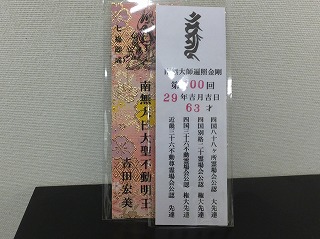 南無大師遍照金剛
00回
29年吉月吉日
63才
四国八十八ヶ所霊場会公認 大先達
四国別格二十霊場会公認 権大先達
四国三十六不動霊場会公認 権大先達
近畿三十六不動尊霊場会公認 先達
南無大日大聖不動明王
吉田宏美